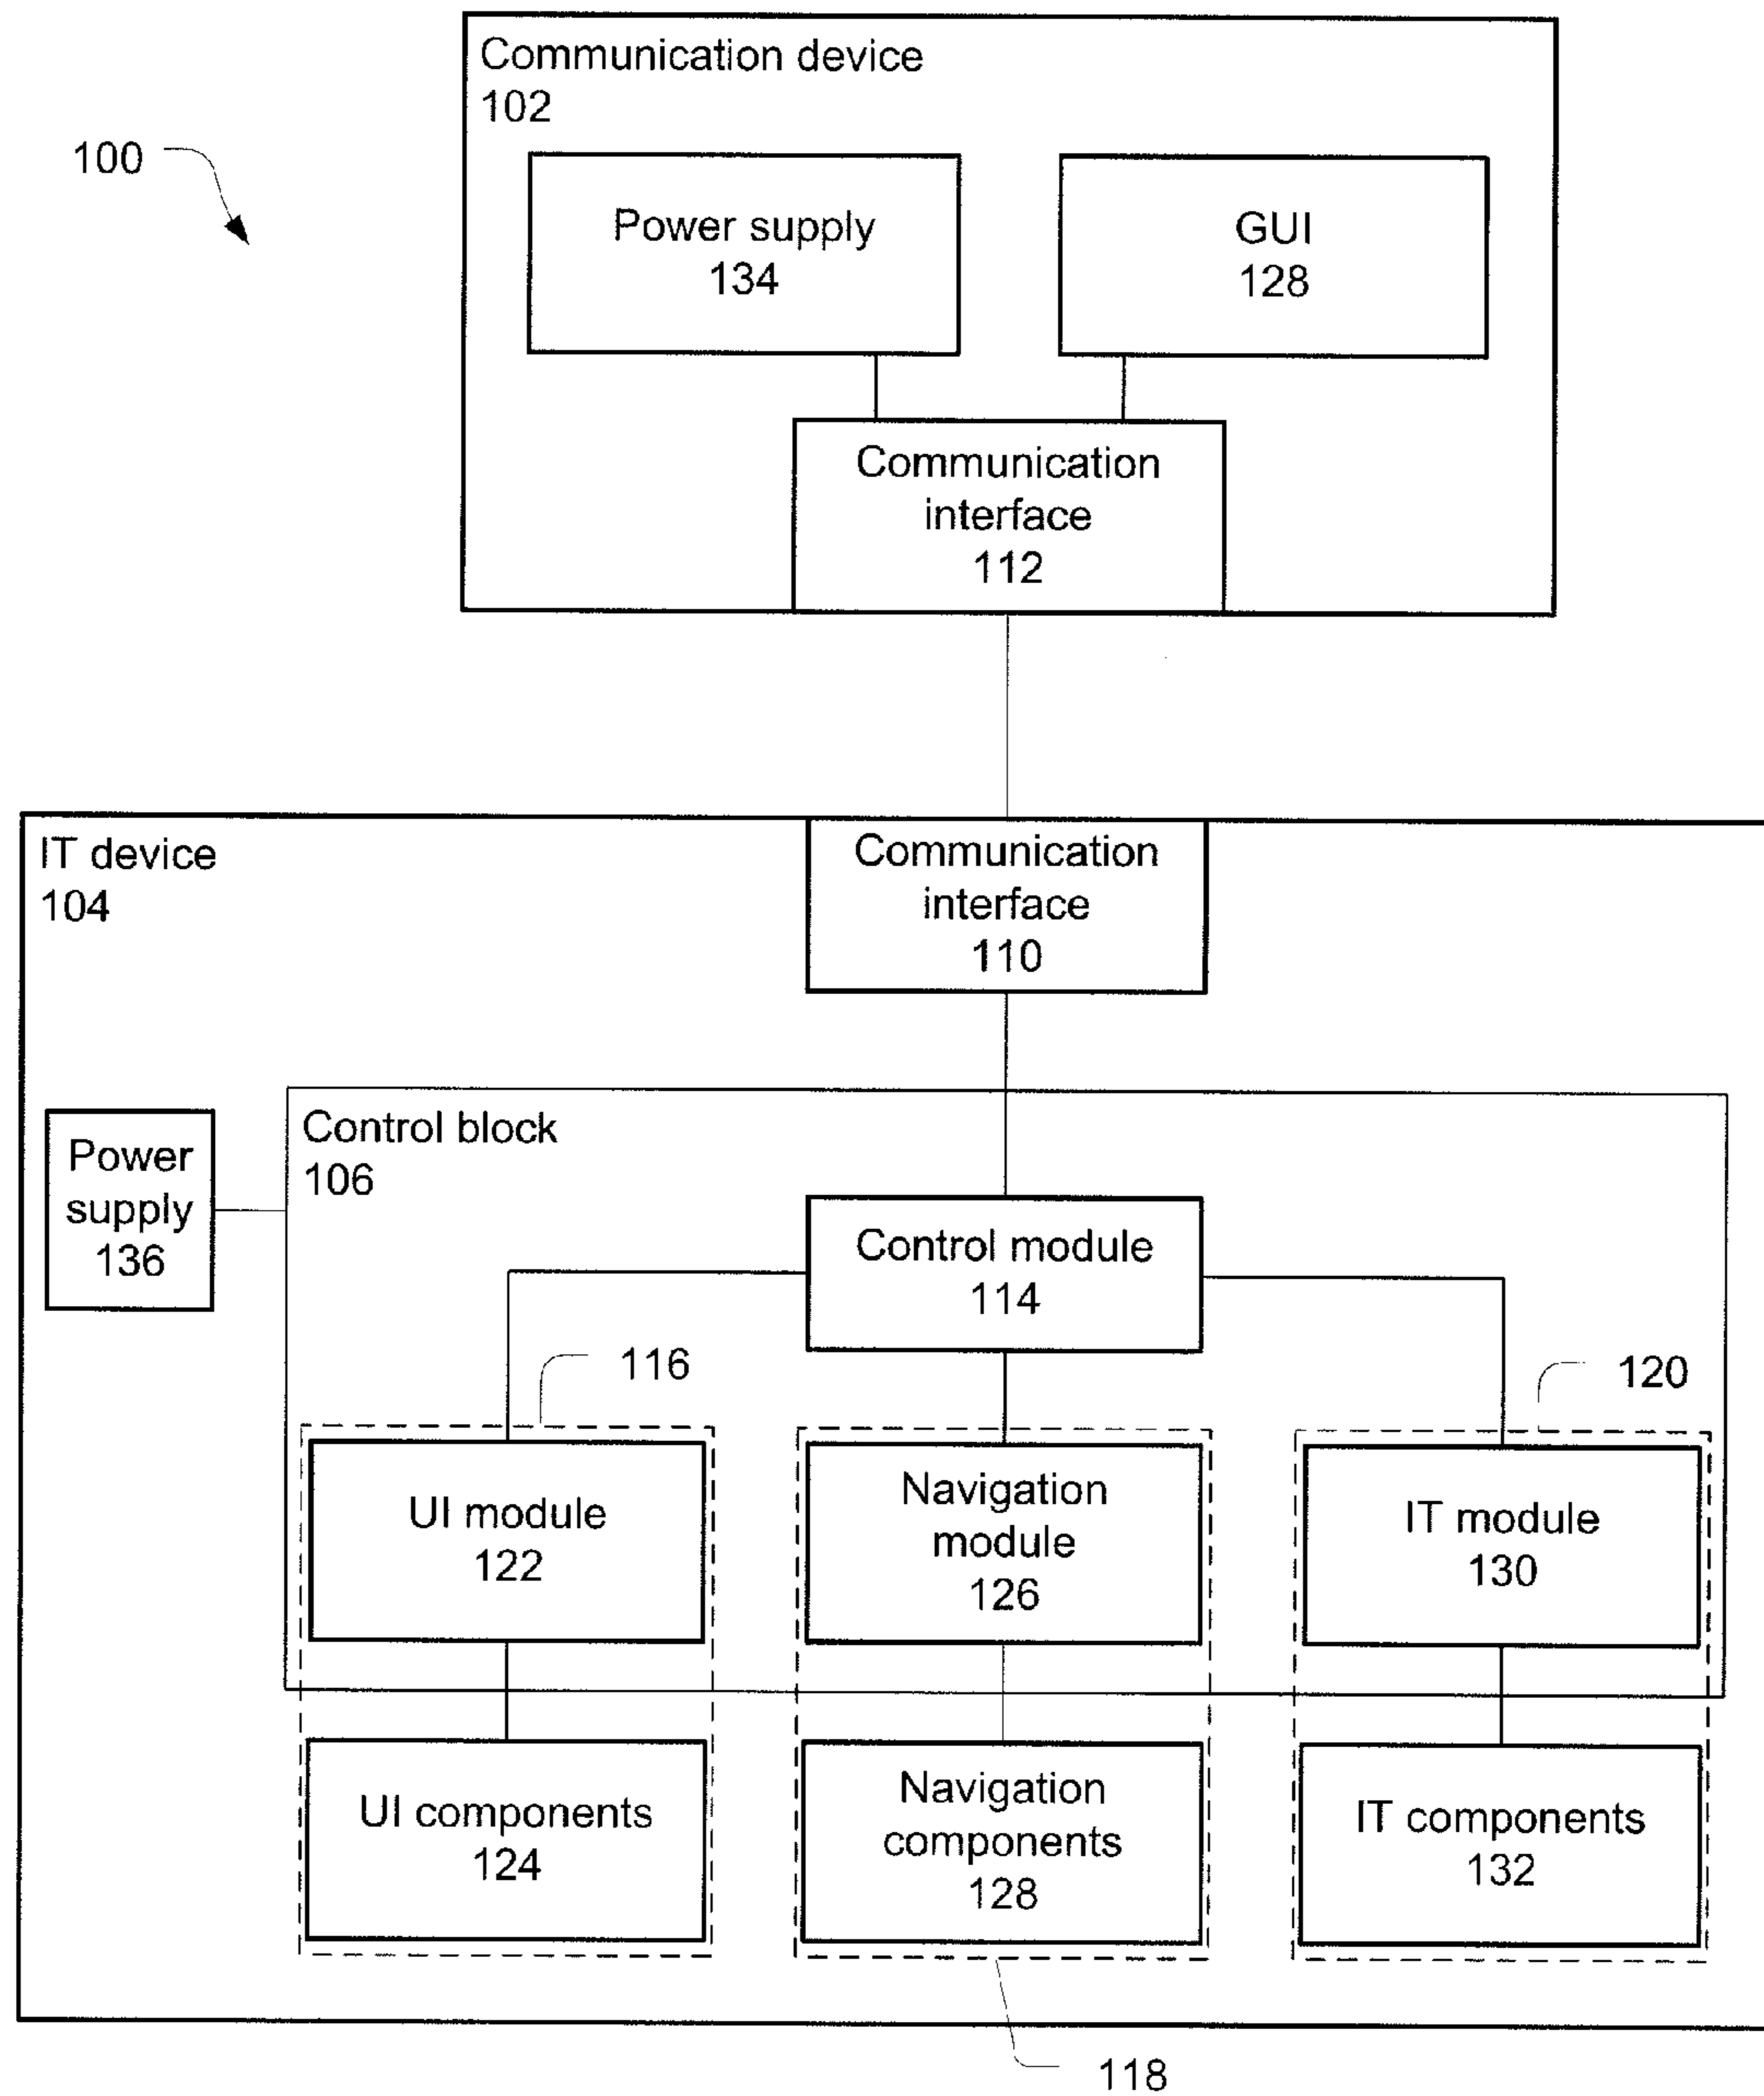 Communication device
102
100
Power supply
134
GUI
128
Communication
interface
112
IT device
104
Communication
interface
110
Power
supply
136
Control block
106
Control module
114
116
120
UI module
122
Navigation
module
126
IT module
130
UI components
124
Navigation
components
128
IT components
132
118